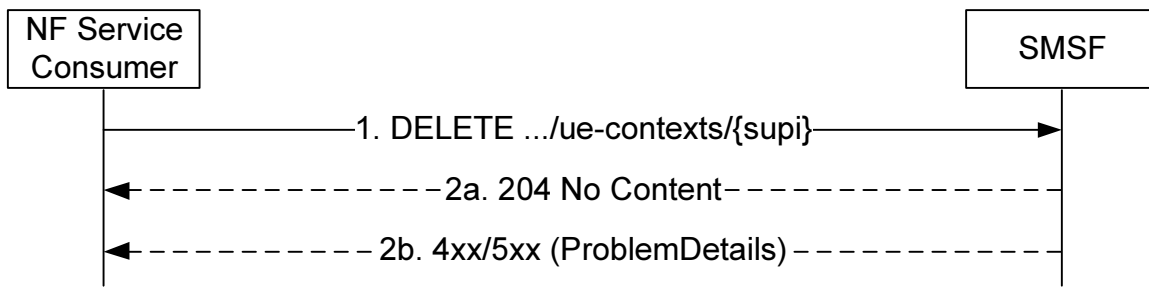 NF Service
Consumer
SMSF
1. DELETE .../ue-contexts/{supi}
2a. 204 No Content
2b. 4xx/5xx (ProblemDetails)